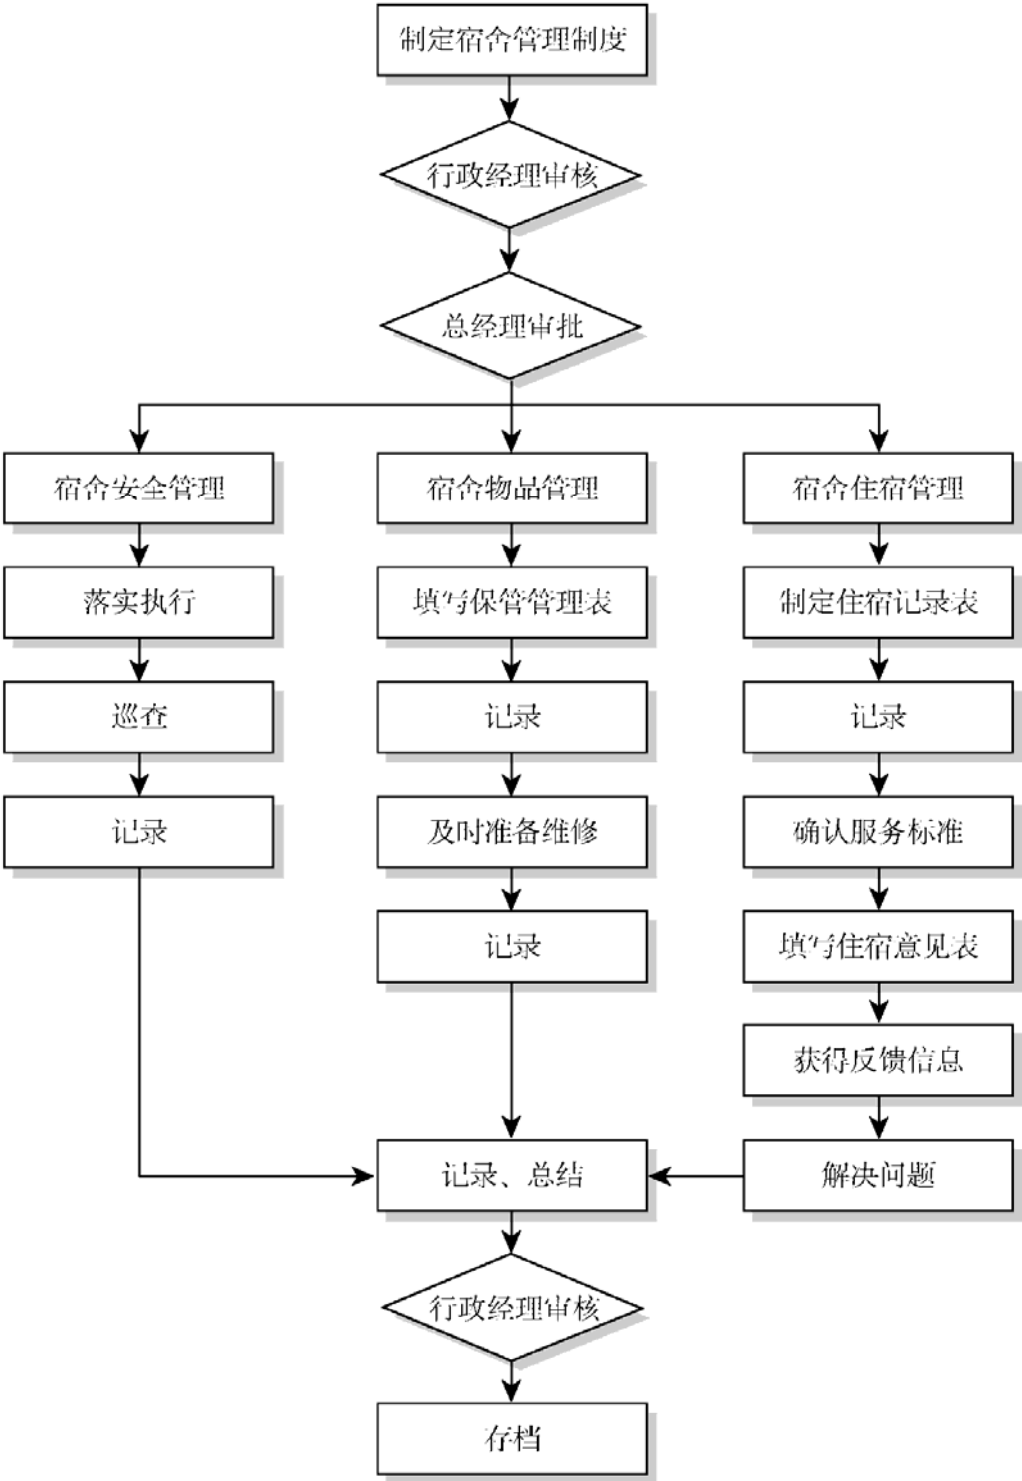 制定宿舍管理制度
行政经理审核
总经理审批
宿舍安全管理
宿舍物品管理
宿舍住宿管理
落实执行
填写保管管理表
制定住宿记录表
巡查
记录
记录
记录
及时准备维修
确认服务标准
记录
填写住宿意见表
获得反馈信息
记录、总结
解决问题
行政经理审核
存档